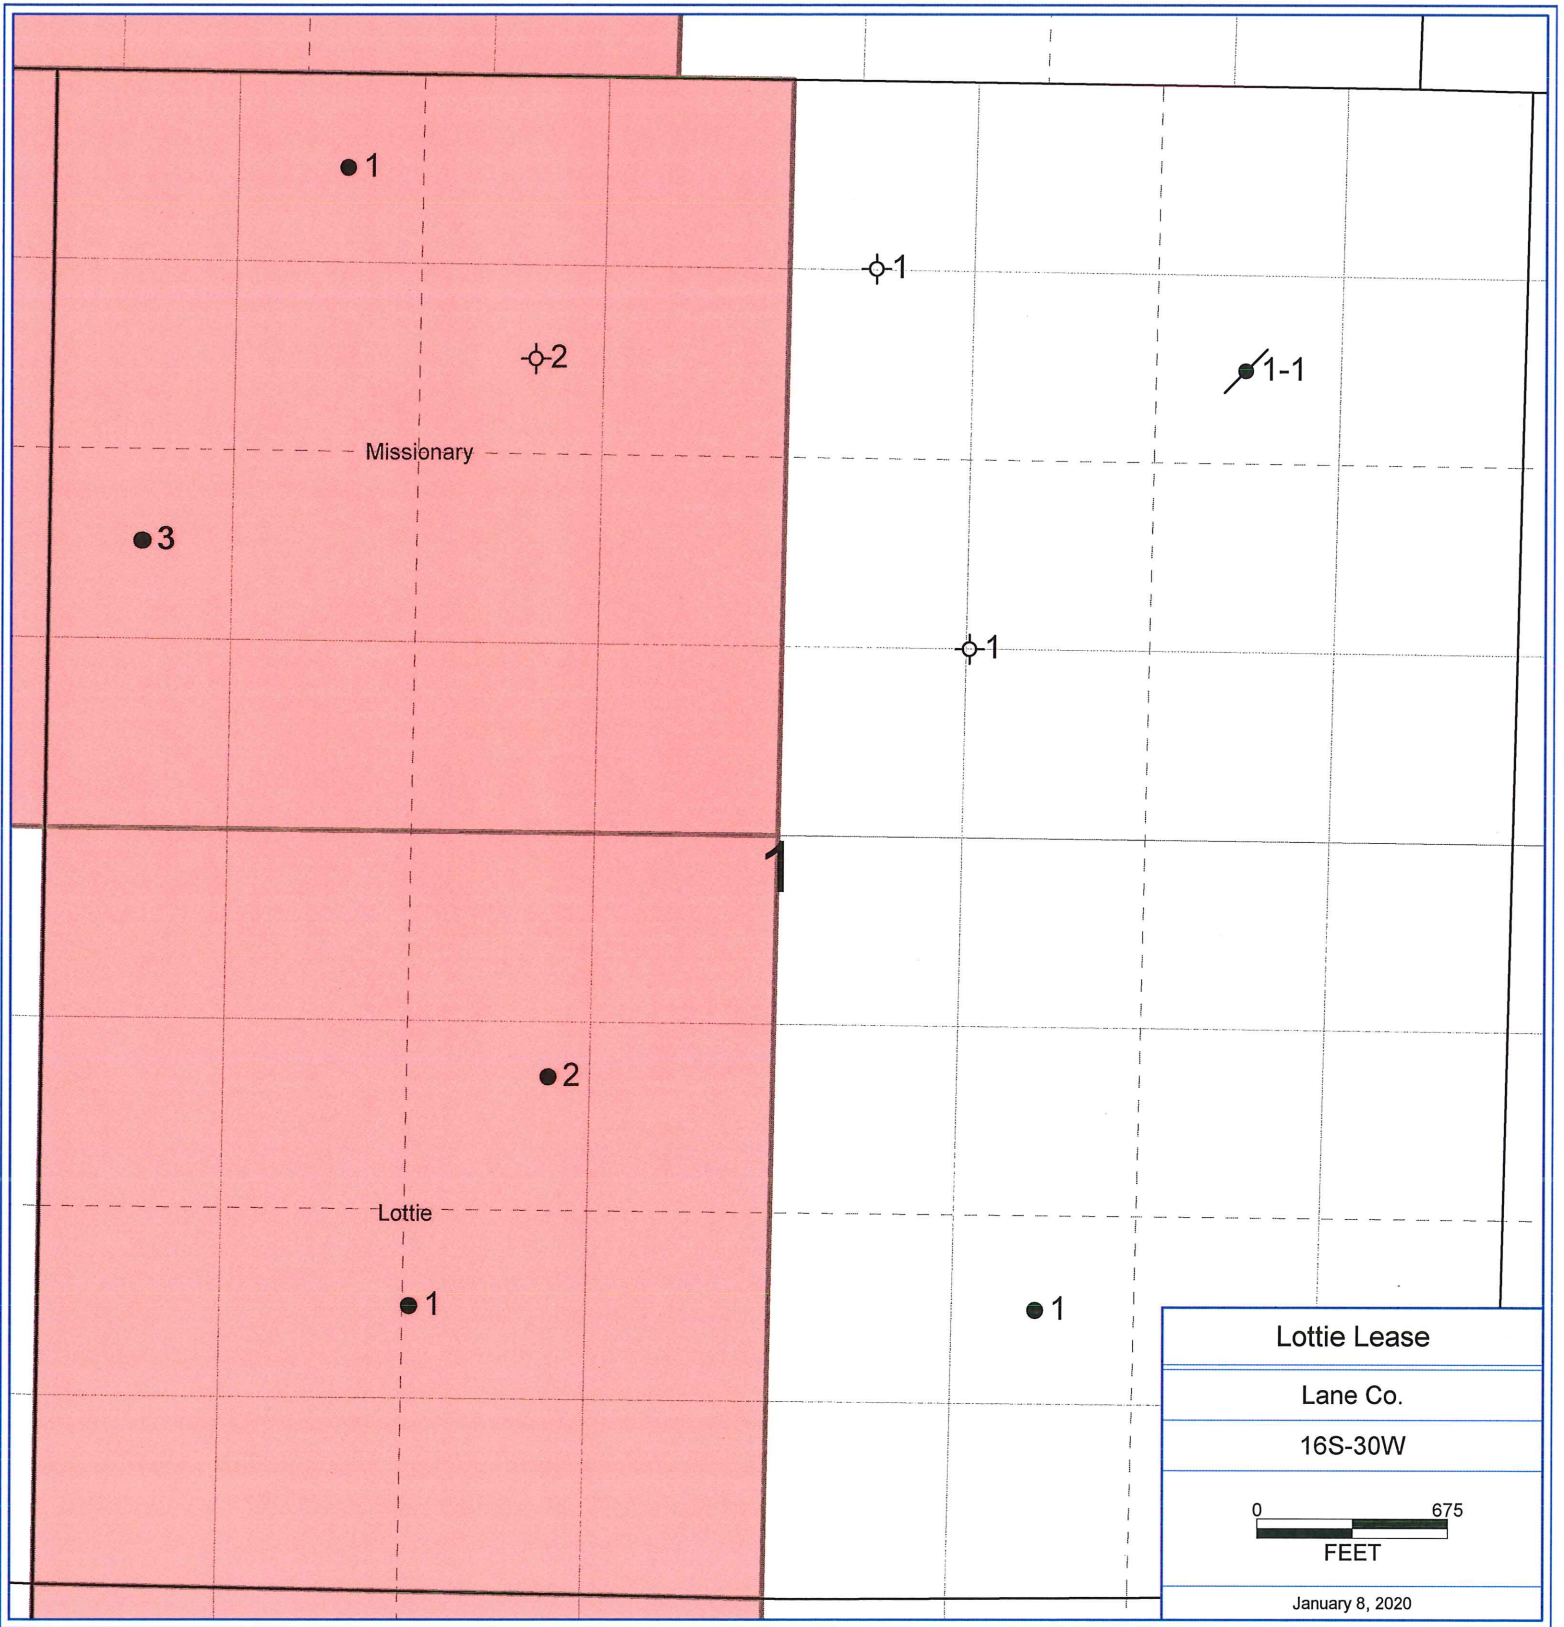 1
1
2
1-1
Missionary
3
1
1
2
Lottie
1
1
Lottie Lease
Lane Co.
16S-30W
0 675
FEET
January 8, 2020